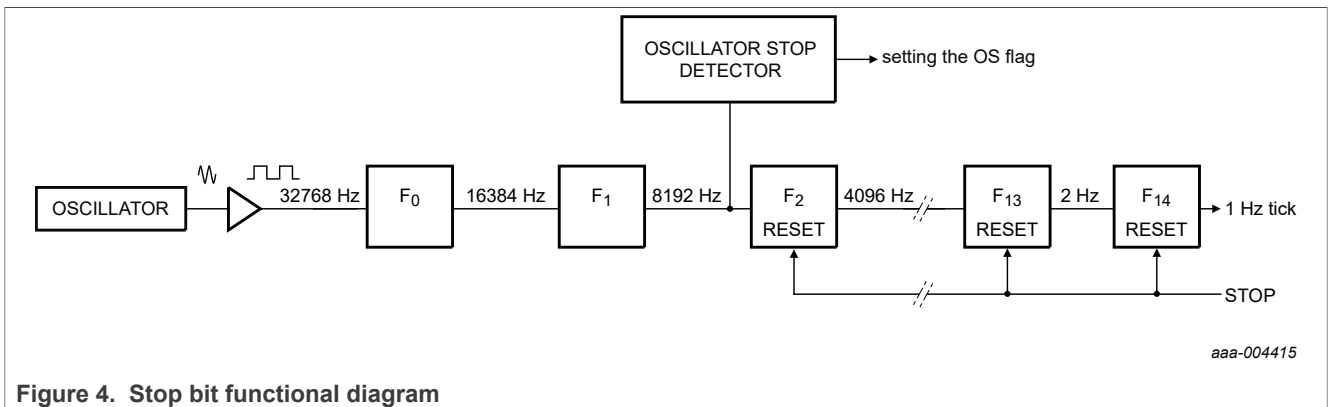 OSCILLATOR STOP
DETECTOR
setting the OS flag
OSCILLATOR
32768 Hz
F0
16384 Hz
F1
8192 Hz
F2
RESET
4096 Hz
F13
RESET
2 Hz
F14
RESET
1 Hz tick
STOP
aaa-004415
Figure 4. Stop bit functional diagram